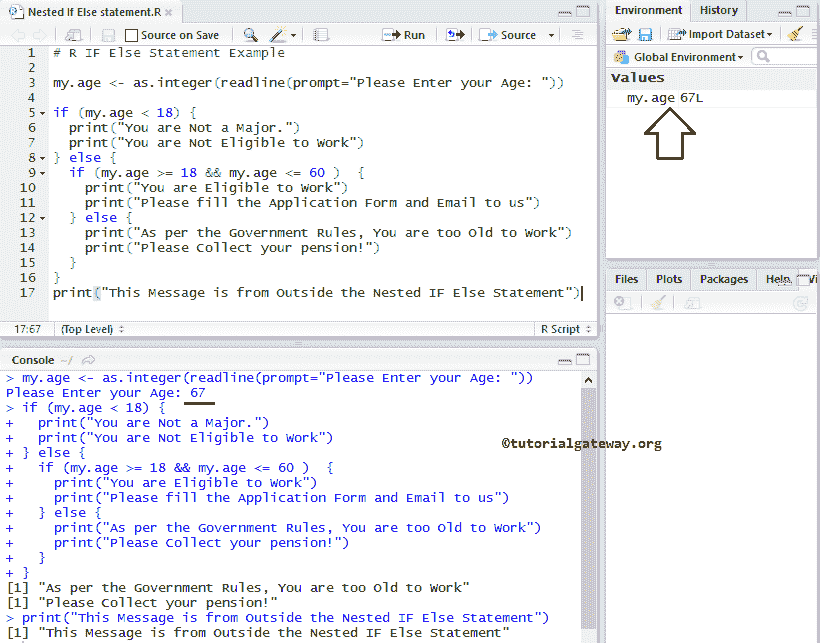 Nested If Else statement.R
Source on Save
Run
Source
1 # R IF Else Statement Example
2
3 my.age <- as.integer(readline(prompt="Please Enter your Age: "))
4
5 if (my.age < 18) {
6   print("You are Not a Major.")
7   print("You are Not Eligible to Work")
8 } else {
9   if (my.age >= 18 && my.age <= 60 )  {
10     print("You are Eligible to Work")
11     print("Please fill the Application Form and Email to us")
12   } else {
13     print("As per the Government Rules, You are too Old to Work")
14     print("Please Collect your pension!")
15   }
16 }
17 print("This Message is from Outside the Nested IF Else Statement")
17:67 (Top Level) R Script
Console ~/
> my.age <- as.integer(readline(prompt="Please Enter your Age: "))
Please Enter your Age: 67
> if (my.age < 18) {
+   print("You are Not a Major.")
+   print("You are Not Eligible to Work")
+ } else {
+   if (my.age >= 18 && my.age <= 60 )  {
+     print("You are Eligible to Work")
+     print("Please fill the Application Form and Email to us")
+   } else {
+     print("As per the Government Rules, You are too Old to Work")
+     print("Please Collect your pension!")
+   }
+ }
[1] "As per the Government Rules, You are too Old to Work"
[1] "Please Collect your pension!"
> print("This Message is from Outside the Nested IF Else Statement")
[1] "This Message is from Outside the Nested IF Else Statement"
Environment History
Import Dataset
Global Environment
Values
my.age 67L
Files Plots Packages Help
©tutorialgateway.org